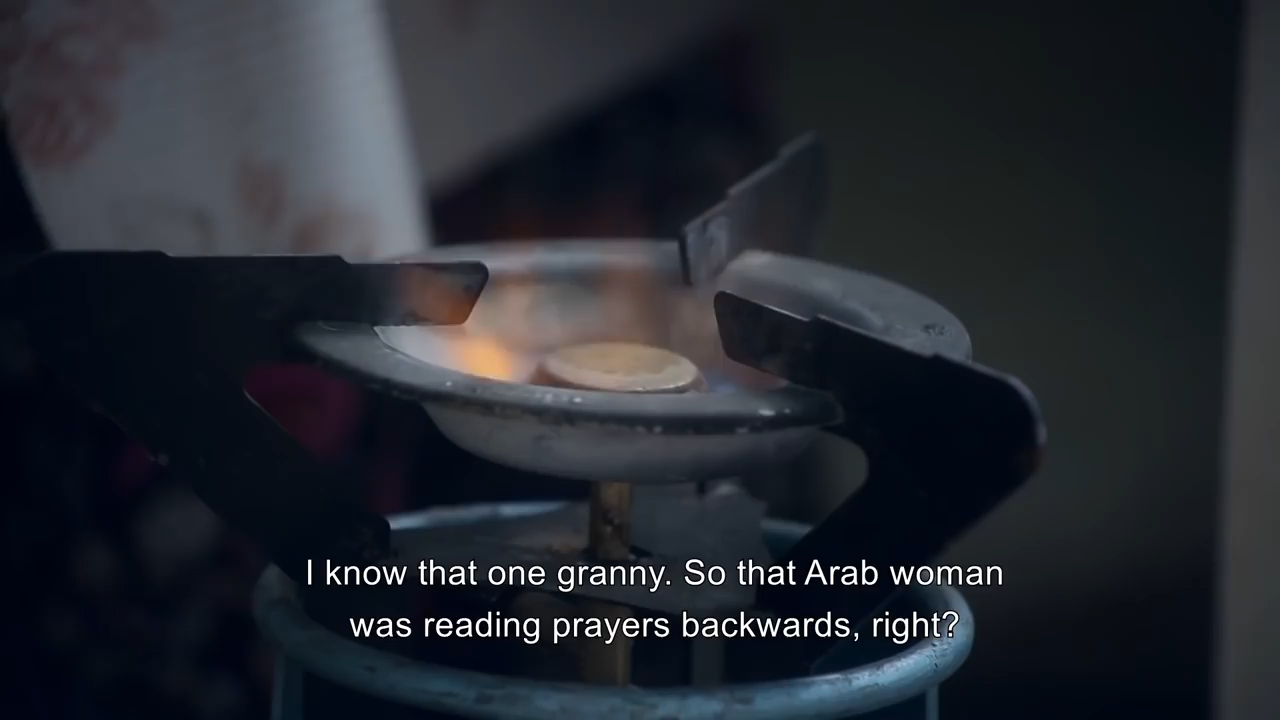 I know that one granny. So that Arab woman
was reading prayers backwards, right?